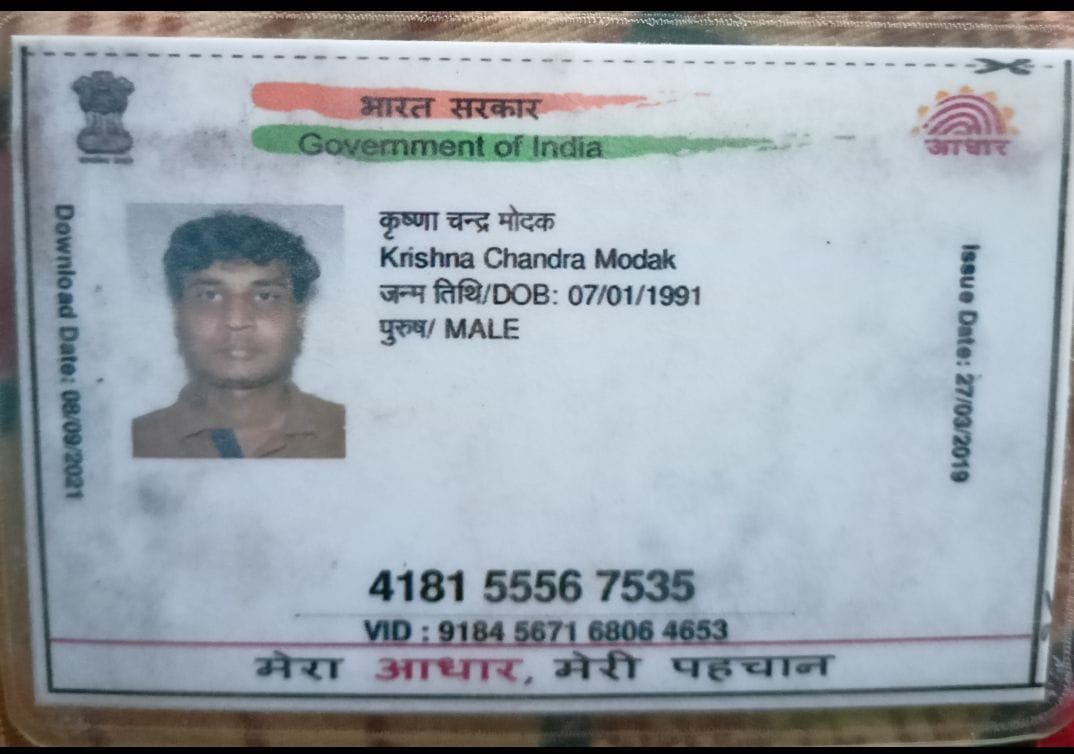 भारत सरकार
Government of India
आधार
Download Date: 08/09/2021
कृष्णा चन्द्र मोदक
Krishna Chandra Modak
जन्म तिथि/DOB: 07/01/1991
पुरुष/ MALE
Issue Date: 27/03/2019
4181 5556 7535
VID : 9184 5671 6806 4653
मेरा आधार, मेरी पहचान